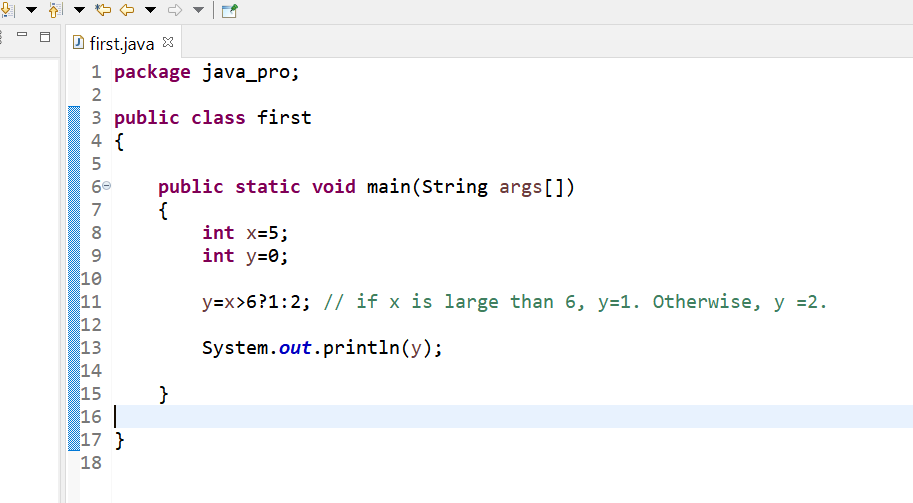 first.java
1 package java_pro;
2
3 public class first
4 {
5
6 public static void main(String args[])
7 {
8 int x=5;
9 int y=0;
10
11 y=x>6?1:2; // if x is large than 6, y=1. Otherwise, y =2.
12
13 System.out.println(y);
14
15 }
16
17 }
18